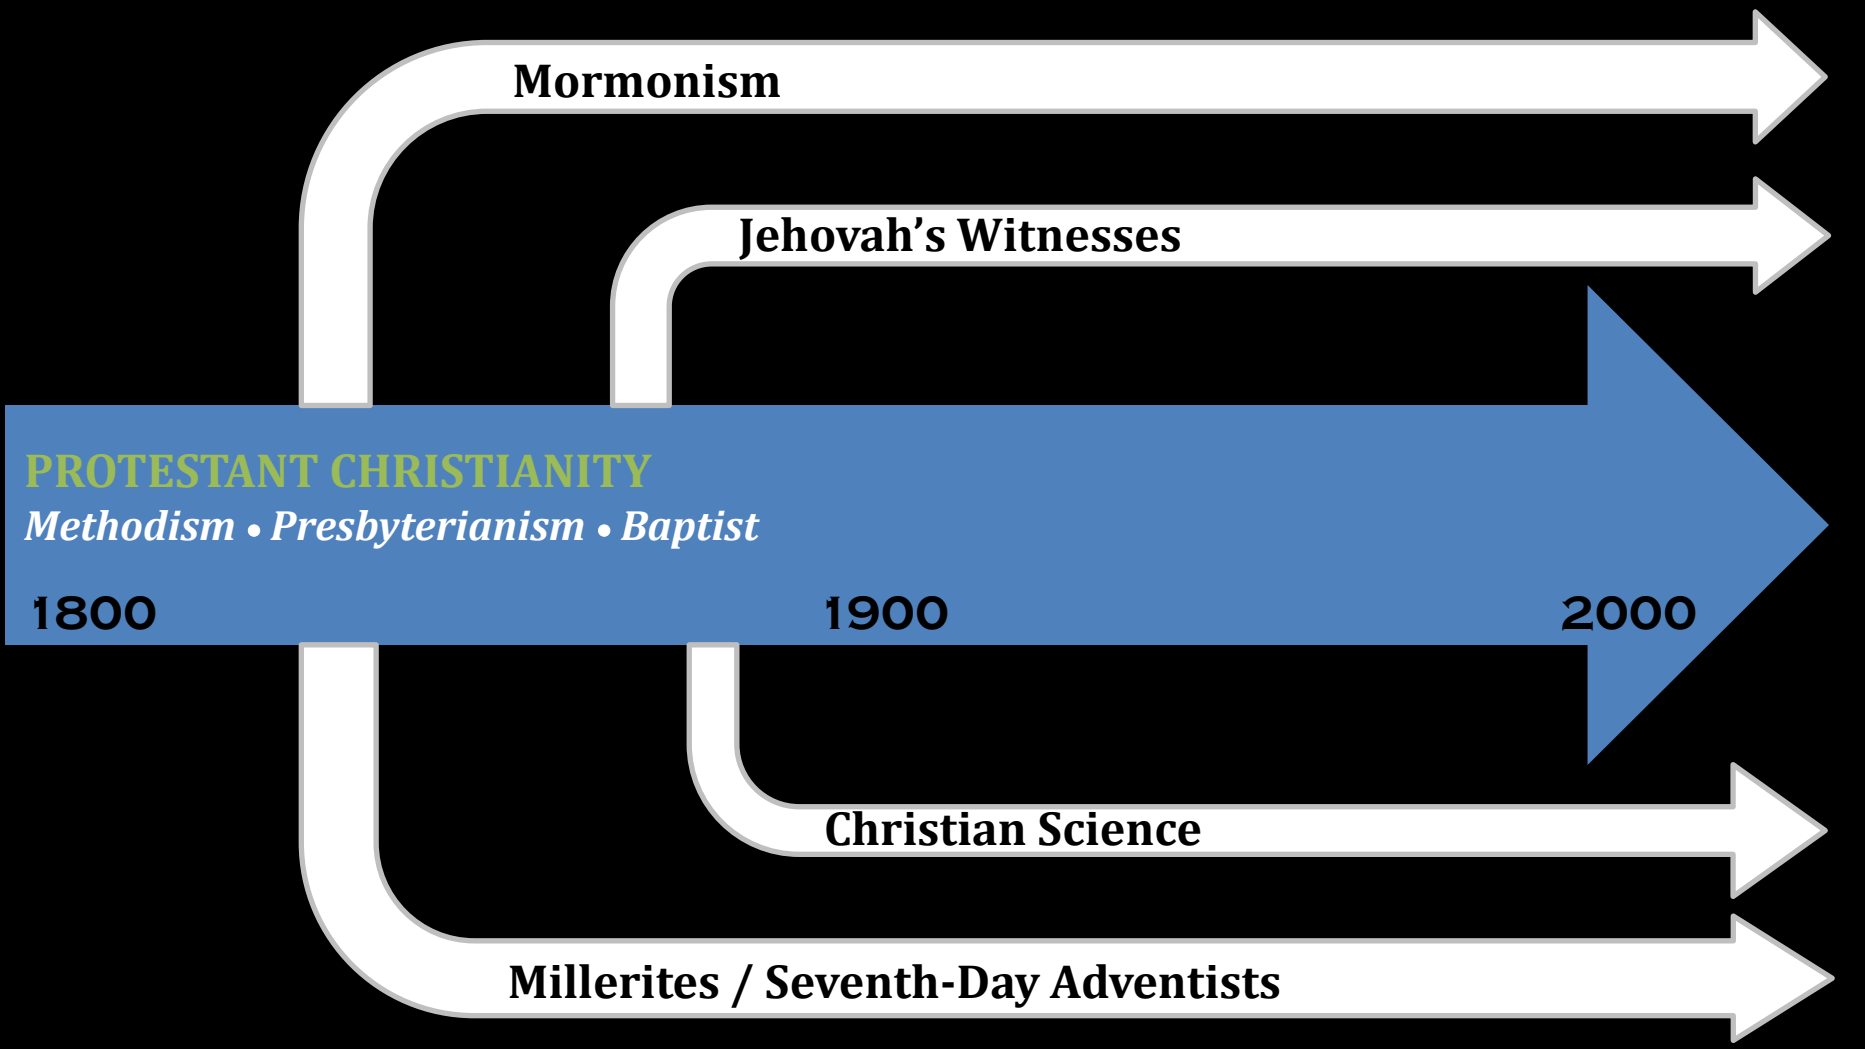 Mormonism
Jehovah’s Witnesses
PROTESTANT CHRISTIANITY
Methodism • Presbyterianism • Baptist
1800 1900 2000
Christian Science
Millerites / Seventh-Day Adventists